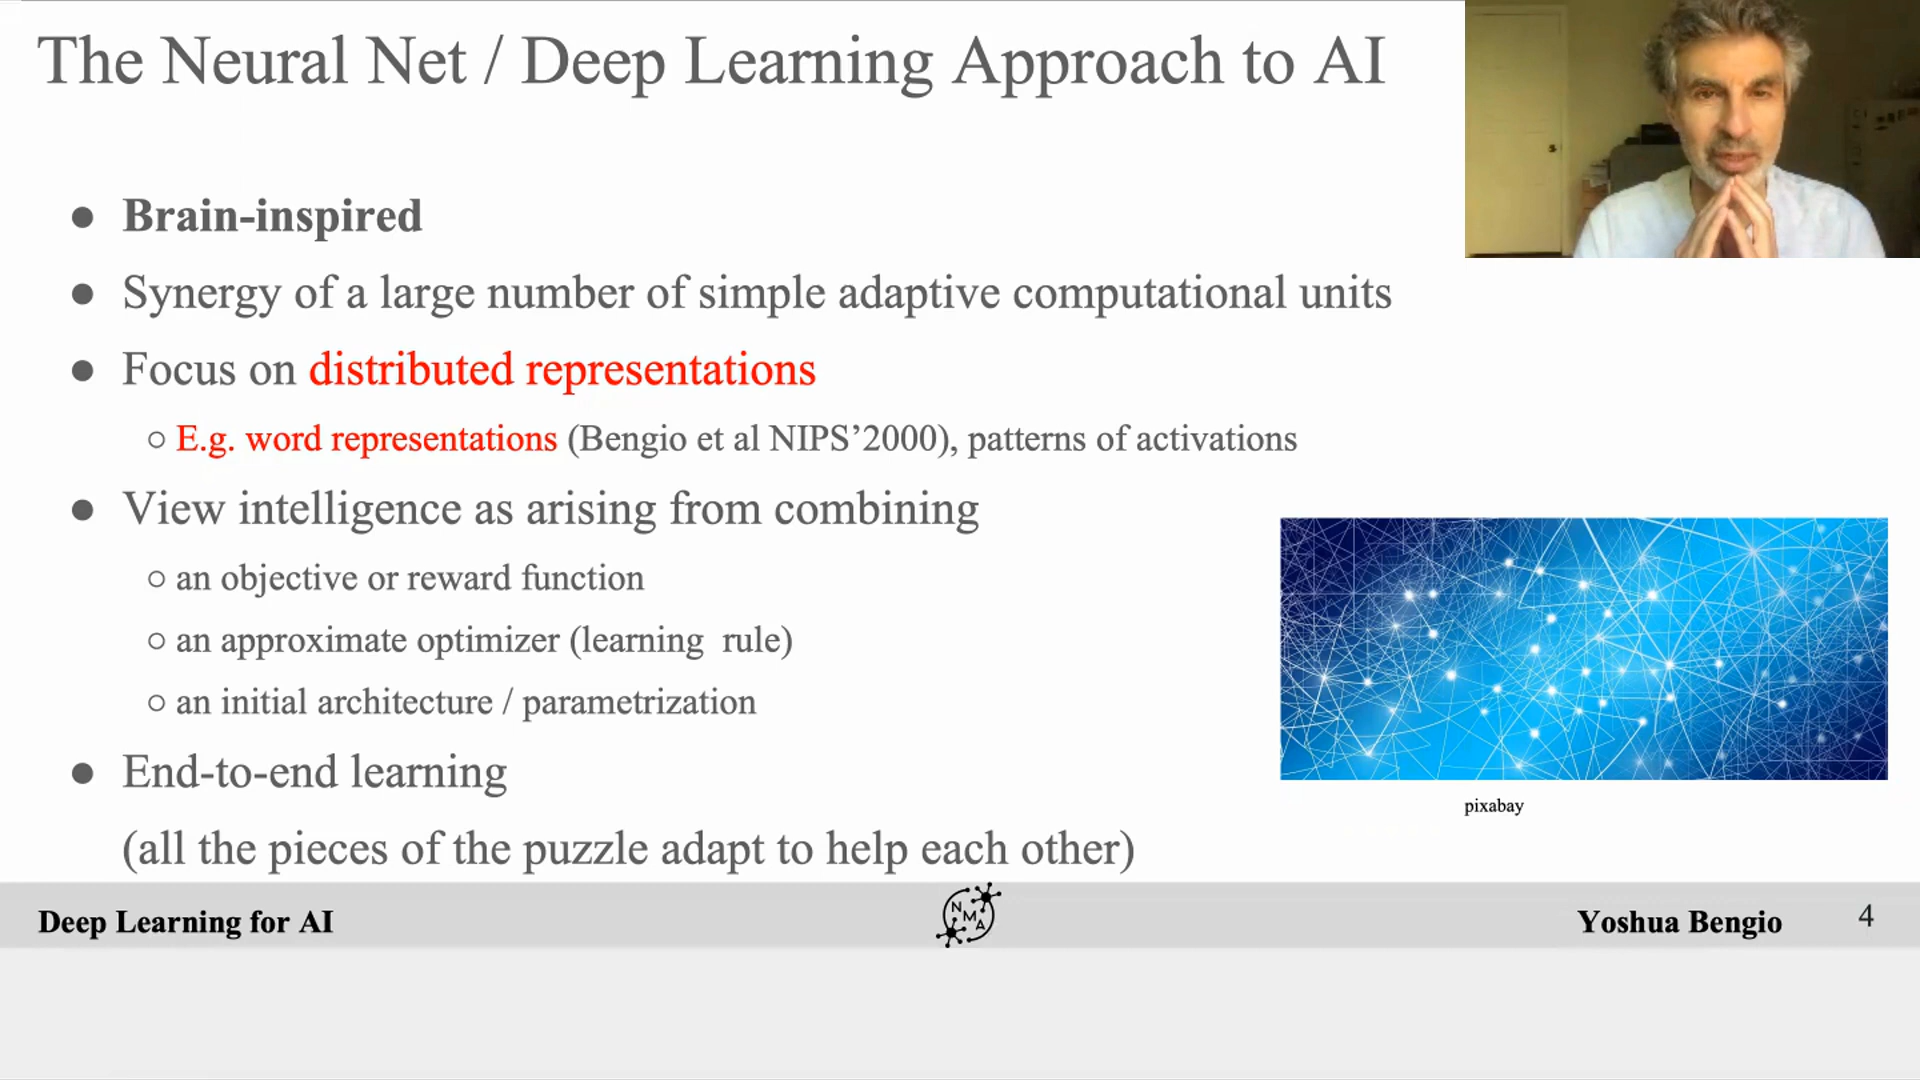 The Neural Net / Deep Learning Approach to AI
● Brain-inspired
● Synergy of a large number of simple adaptive computational units
● Focus on distributed representations
○ E.g. word representations (Bengio et al NIPS’2000), patterns of activations
● View intelligence as arising from combining
○ an objective or reward function
○ an approximate optimizer (learning rule)
○ an initial architecture / parametrization
● End-to-end learning
(all the pieces of the puzzle adapt to help each other)
pixabay
Deep Learning for AI
NMA
Yoshua Bengio
4